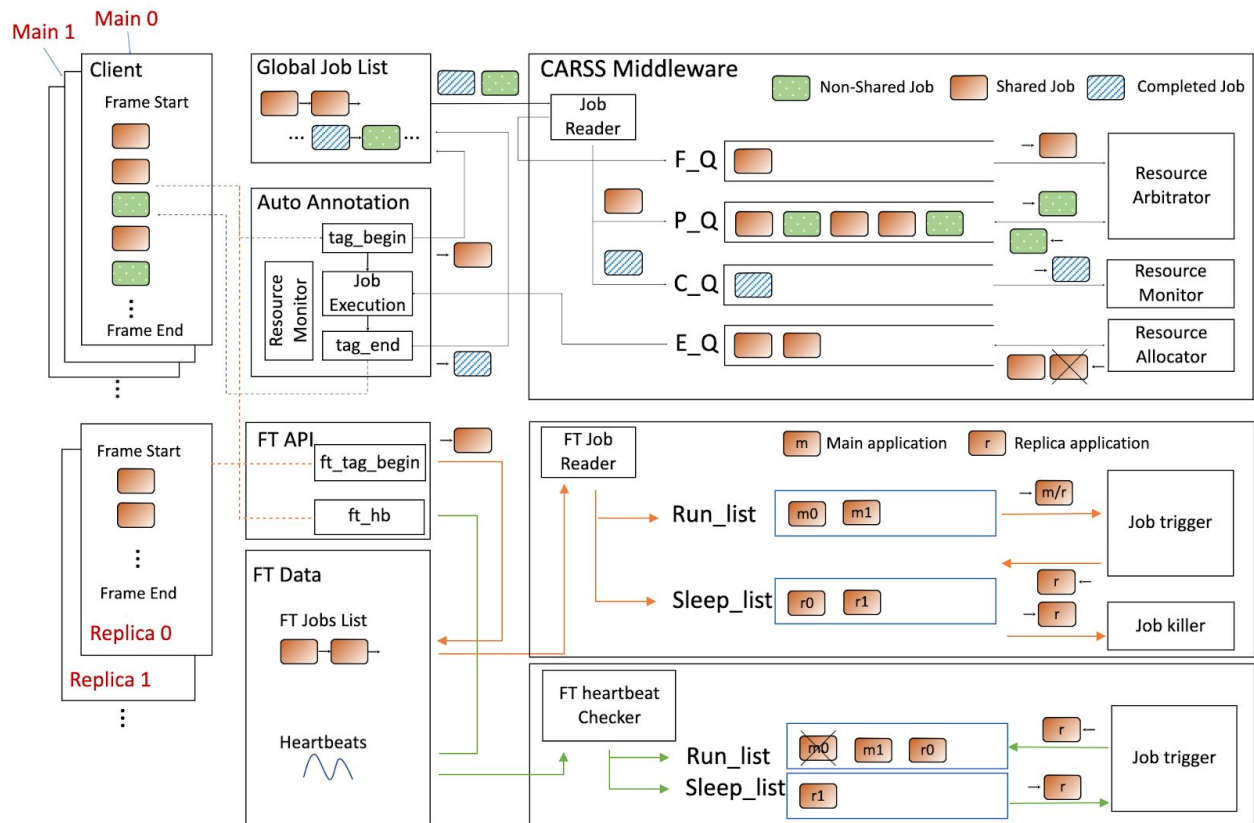 Main 1
Main 0
Client
Frame Start
...
Frame End
...
Global Job List
... ...
Auto Annotation
tag_begin
Resource
Monitor
Job
Execution
tag_end
CARSS Middleware
Non-Shared Job
Shared Job
Completed Job
Job
Reader
F_Q
P_Q
C_Q
E_Q
Resource
Arbitrator
Resource
Monitor
Resource
Allocator
Frame Start
...
Frame End
Replica 0
Replica 1
...
FT API
ft_tag_begin
ft_hb
FT Data
FT Jobs List
Heartbeats
FT Job
Reader
m Main application
r Replica application
Run_list
m0 m1
m/r
Job trigger
Sleep_list
r0 r1
r
r
Job killer
FT heartbeat
Checker
Run_list
m0 m1 r0
r
Job trigger
Sleep_list
r1
r